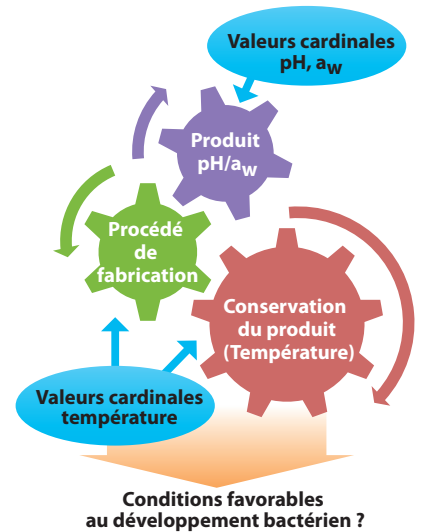 Valeurs cardinales
pH, aw
Produit
pH/aw
Procédé
de
fabrication
Conservation
du produit
(Température)
Valeurs cardinales
température
Conditions favorables
au développement bactérien ?